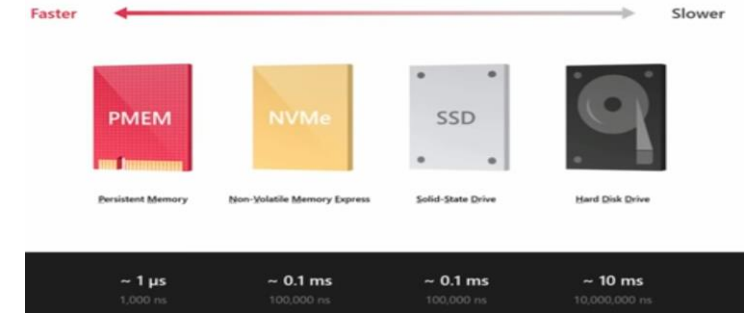 Faster Slower
PMEM NVMe SSD
Persistent Memory Non-Volatile Memory Express Solid-State Drive Hard Disk Drive
~ 1 µs ~ 0.1 ms ~ 0.1 ms ~ 10 ms
1,000 ns 100,000 ns 100,000 ns 10,000,000 ns